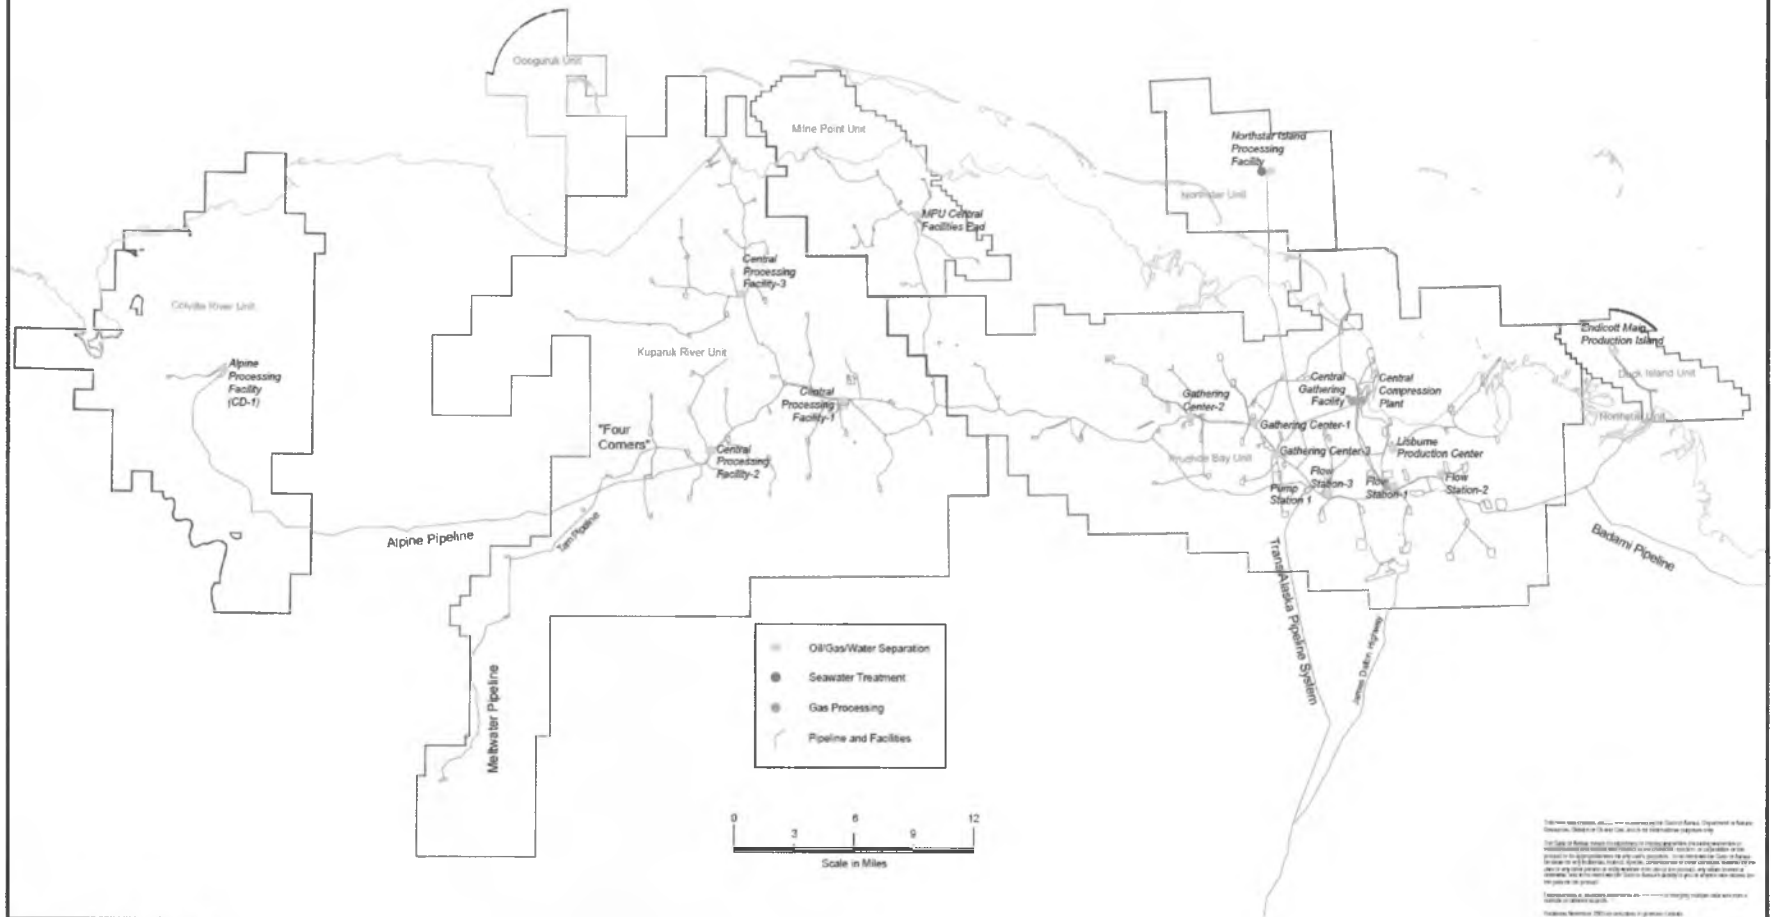 Oooguruk Unit
Milne Point Unit
Northstar Island
Processing
Facility
Northstar Unit
MPU Central
Facilities Pad
Central
Processing
Facility-3
Colville River Unit
Kuparuk River Unit
Endicott Main
Production Island
Duck Island Unit
Northstar Unit
Alpine
Processing
Facility
(CD-1)
Central
Processing
Facility-1
Gathering
Center-2
Central
Gathering
Facility
Central
Compression
Plant
"Four
Corners"
Gathering Center-1
Central
Processing
Facility-2
Gathering Center-3
Lisburne
Production Center
Prudhoe Bay Unit
Pump
Station 1
Flow
Station-3
Flow
Station-1
Flow
Station-2
Alpine Pipeline
Tarn Pipeline
Badami Pipeline
Trans Alaska Pipeline System
James Dalton Highway
Meltwater Pipeline
Oil/Gas/Water Separation
Seawater Treatment
Gas Processing
Pipeline and Facilities
0 3 6 9 12
Scale in Miles